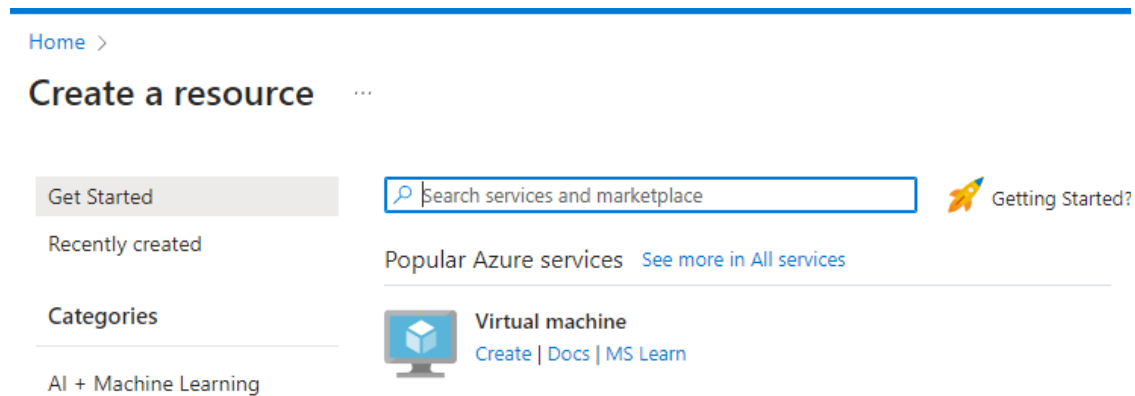 Home >
Create a resource ...
Get Started
Search services and marketplace
Getting Started?
Recently created
Popular Azure services See more in All services
Categories
Virtual machine
Create | Docs | MS Learn
AI + Machine Learning